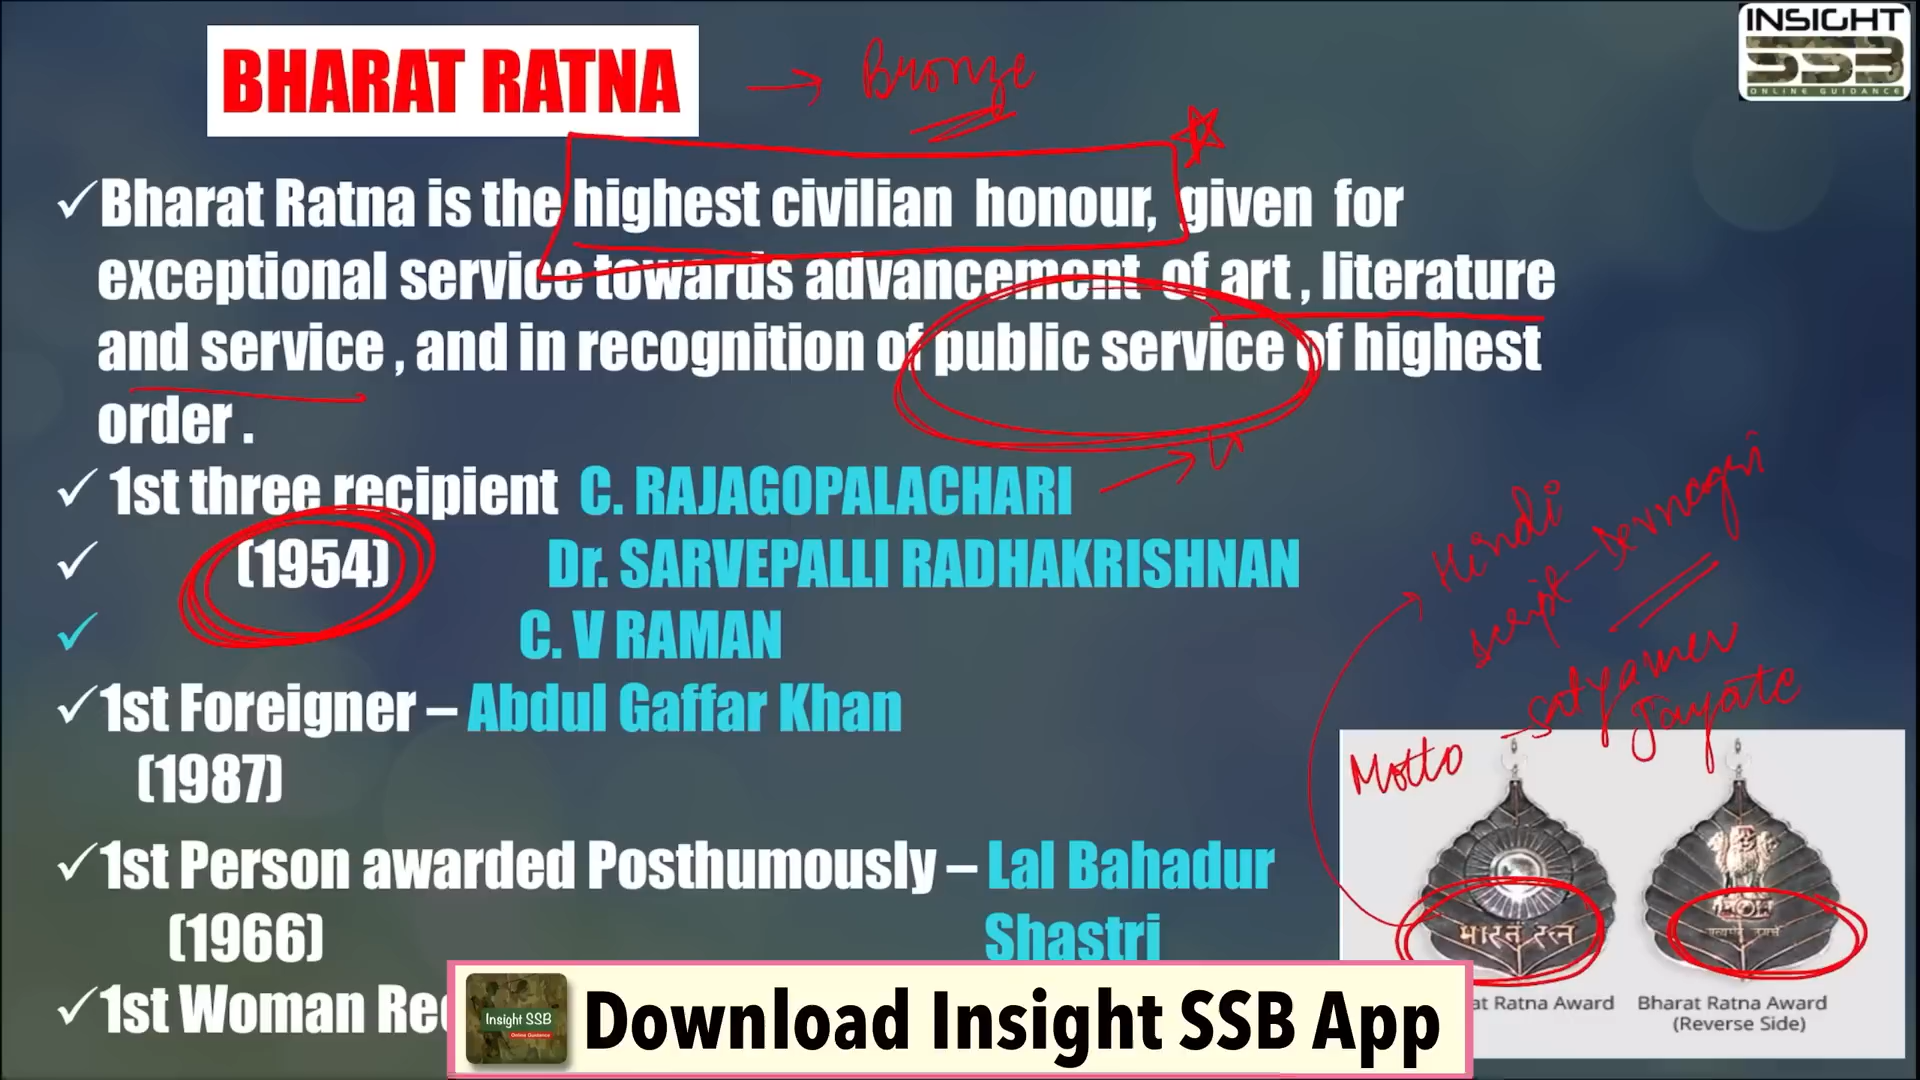 INSIGHT
SSB
ONLINE GUIDANCE
BHARAT RATNA → Bronze
✓Bharat Ratna is the highest civilian honour, given for
exceptional service towards advancement of art , literature
and service , and in recognition of public service of highest
order .
✓ 1st three recipient C. RAJAGOPALACHARI
✓ (1954) Dr. SARVEPALLI RADHAKRISHNAN
✓ C. V RAMAN
✓1st Foreigner – Abdul Gaffar Khan
(1987)
✓1st Person awarded Posthumously – Lal Bahadur
(1966) Shastri
✓1st Woman Rec
Hindi
script - Devnagri
Motto - satyamev
Jayate
भारत रत्न
सत्यमेव जयते
at Ratna Award
Bharat Ratna Award
(Reverse Side)
Insight SSB
Online Guidance
Download Insight SSB App